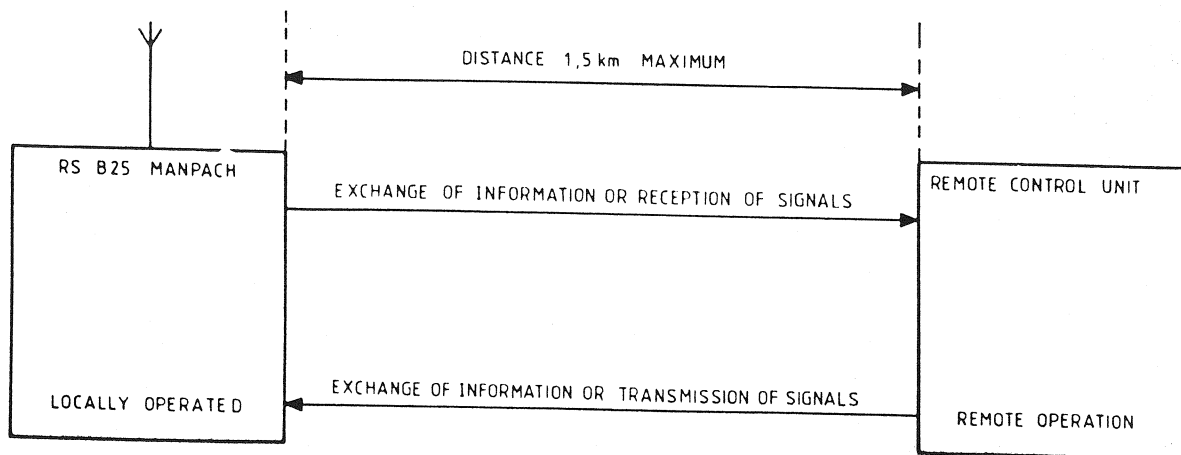 DISTANCE 1,5 km MAXIMUM
RS B25 MANPACH
REMOTE CONTROL UNIT
EXCHANGE OF INFORMATION OR RECEPTION OF SIGNALS
EXCHANGE OF INFORMATION OR TRANSMISSION OF SIGNALS
LOCALLY OPERATED
REMOTE OPERATION